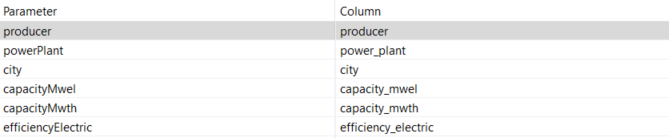 Parameter Column
producer producer
powerPlant power_plant
city city
capacityMwel capacity_mwel
capacityMwth capacity_mwth
efficiencyElectric efficiency_electric